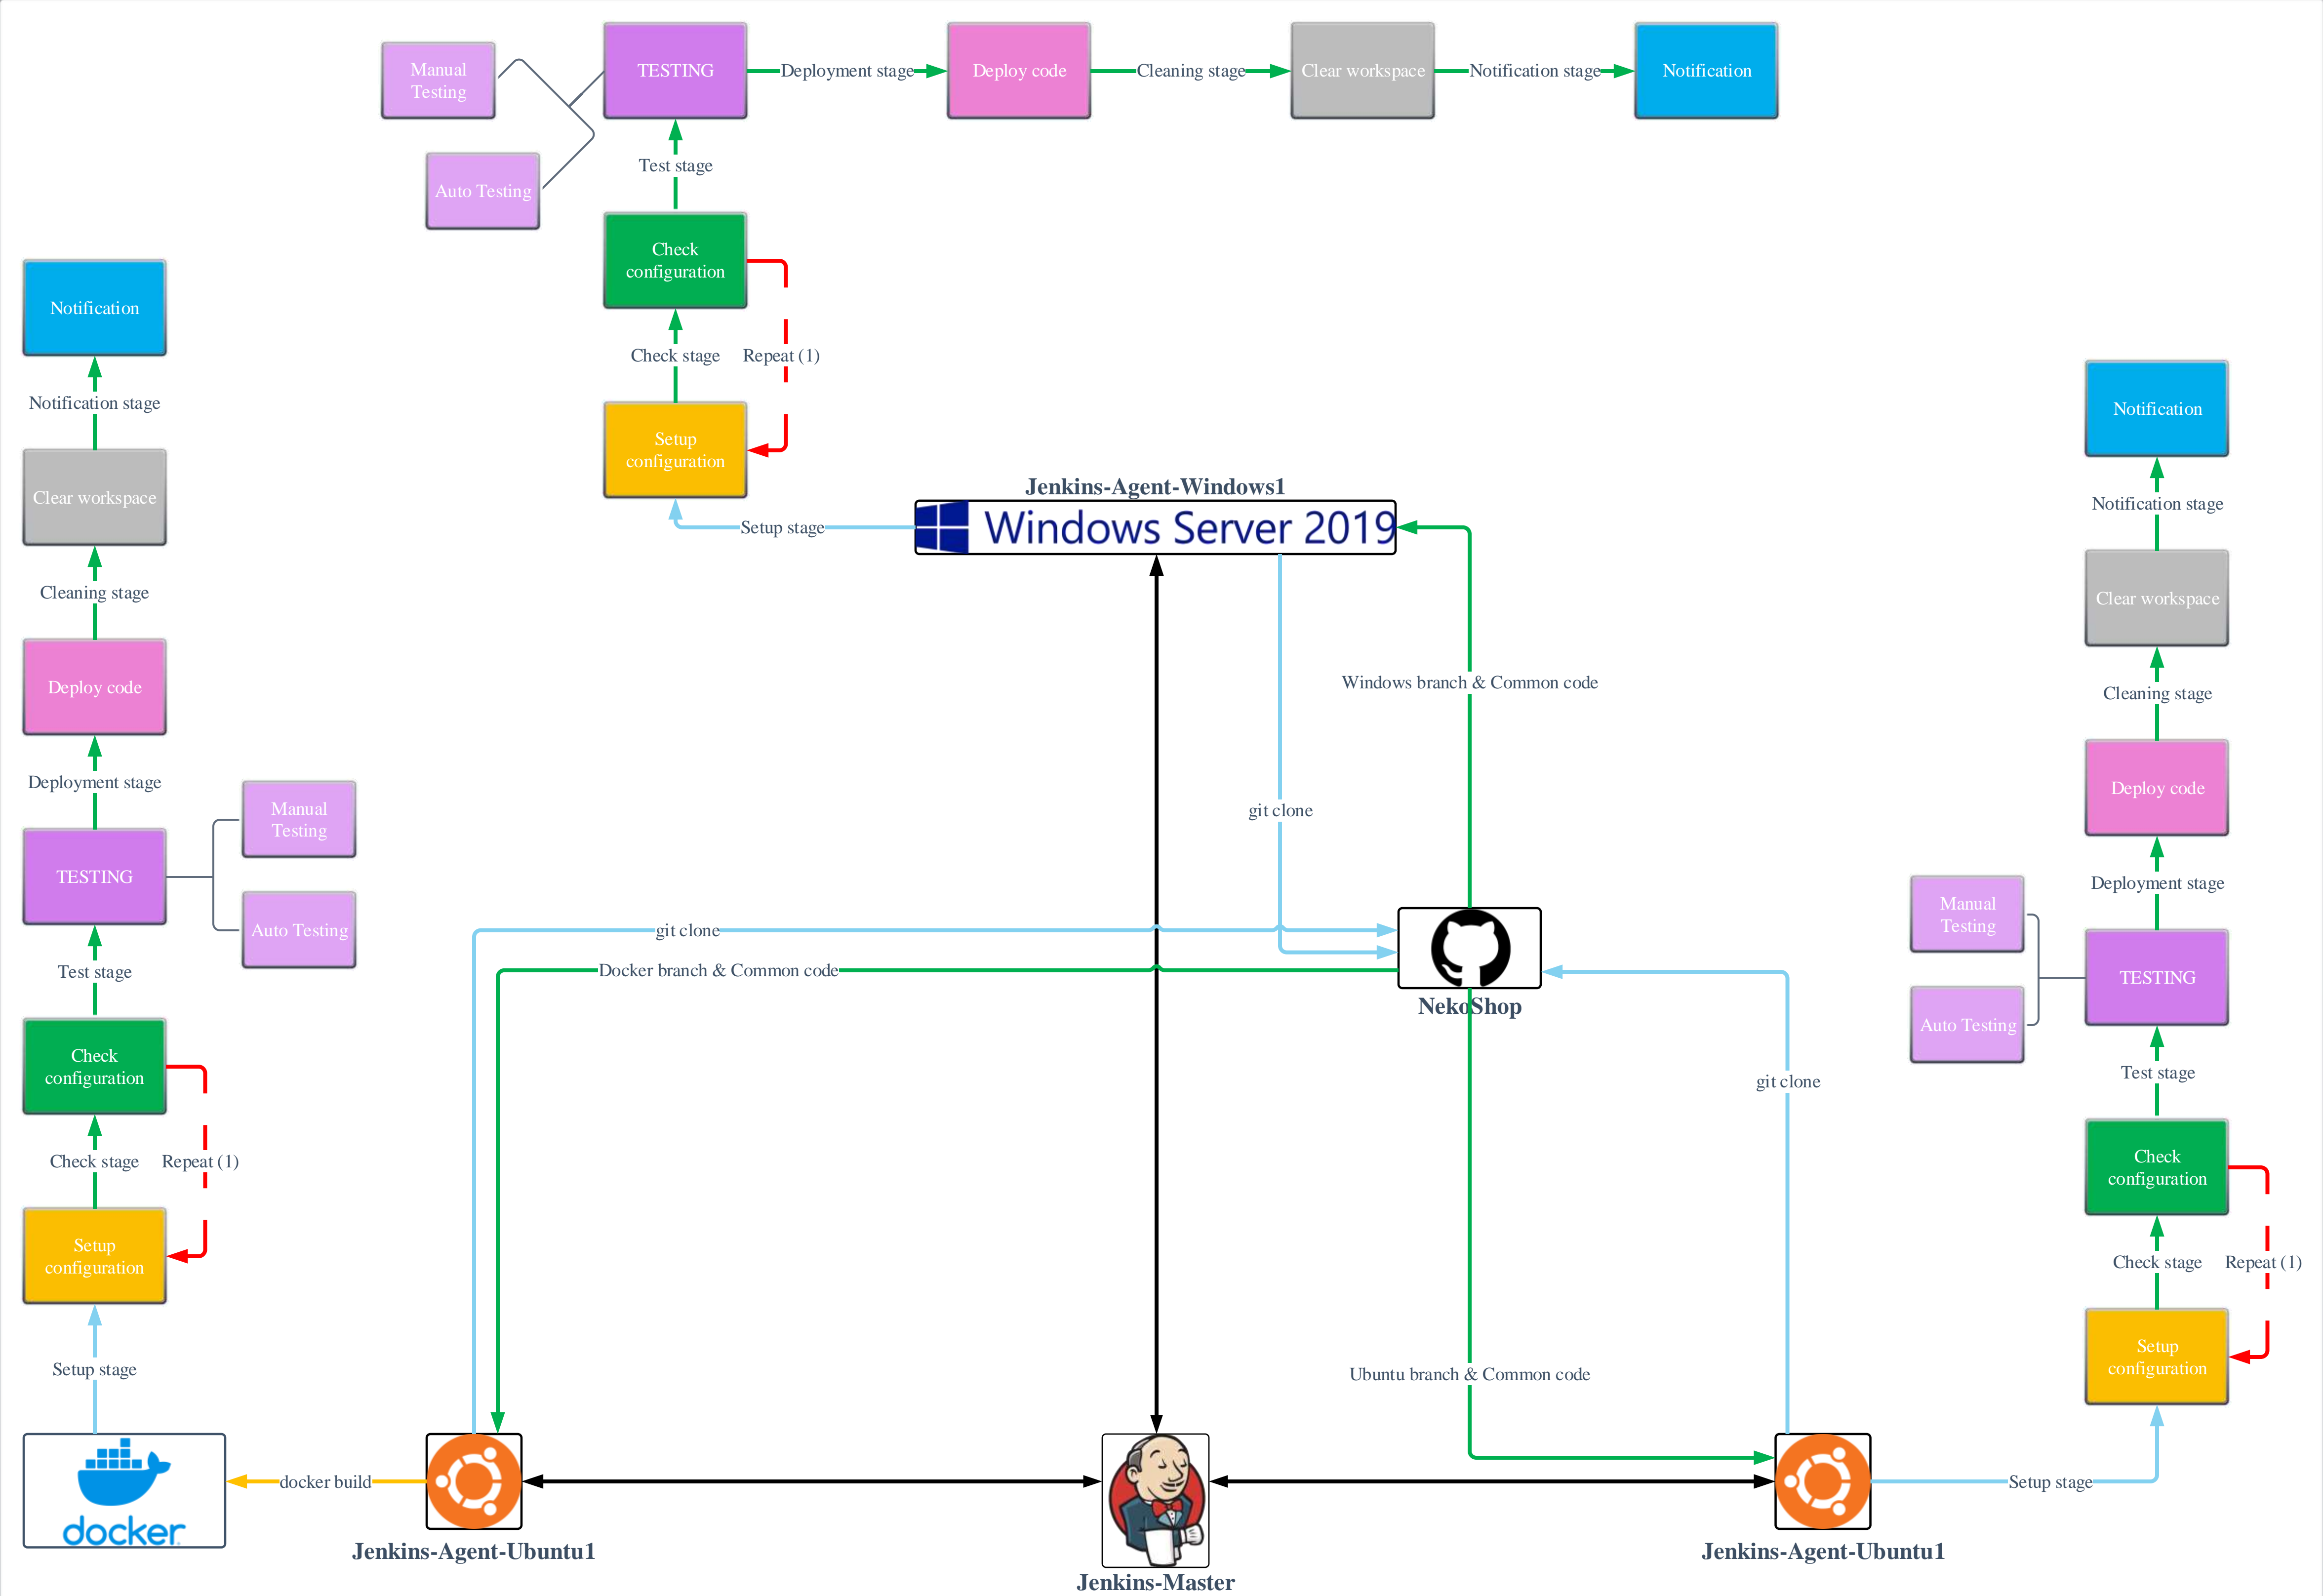 Manual
Testing
TESTING
Deployment stage
Deploy code
Cleaning stage
Clear workspace
Notification stage
Notification
Auto Testing
Test stage
Check
configuration
Check stage
Repeat (1)
Setup
configuration
Setup stage
Jenkins-Agent-Windows1
Windows Server 2019
Windows branch & Common code
git clone
git clone
Docker branch & Common code
NekoShop
git clone
Ubuntu branch & Common code
Notification
Notification stage
Clear workspace
Cleaning stage
Deploy code
Deployment stage
Manual
Testing
TESTING
Auto Testing
Test stage
Check
configuration
Check stage
Repeat (1)
Setup
configuration
Setup stage
docker
docker build
Jenkins-Agent-Ubuntu1
Jenkins-Master
Jenkins-Agent-Ubuntu1
Notification
Notification stage
Clear workspace
Cleaning stage
Deploy code
Deployment stage
Manual
Testing
TESTING
Auto Testing
Test stage
Check
configuration
Check stage
Repeat (1)
Setup
configuration
Setup stage